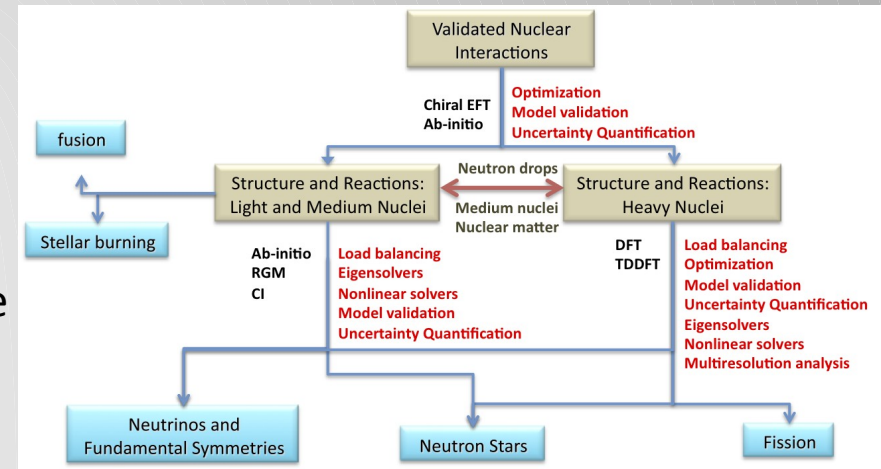 Validated Nuclear
Interactions
Chiral EFT
Ab-initio
Optimization
Model validation
Uncertainty Quantification
fusion
Stellar burning
Structure and Reactions:
Light and Medium Nuclei
Neutron drops
Medium nuclei
Nuclear matter
Structure and Reactions:
Heavy Nuclei
Ab-initio
RGM
CI
Load balancing
Eigensolvers
Nonlinear solvers
Model validation
Uncertainty Quantification
DFT
TDDFT
Load balancing
Optimization
Model validation
Uncertainty Quantification
Eigensolvers
Nonlinear solvers
Multiresolution analysis
e
Neutrinos and
Fundamental Symmetries
Neutron Stars
Fission